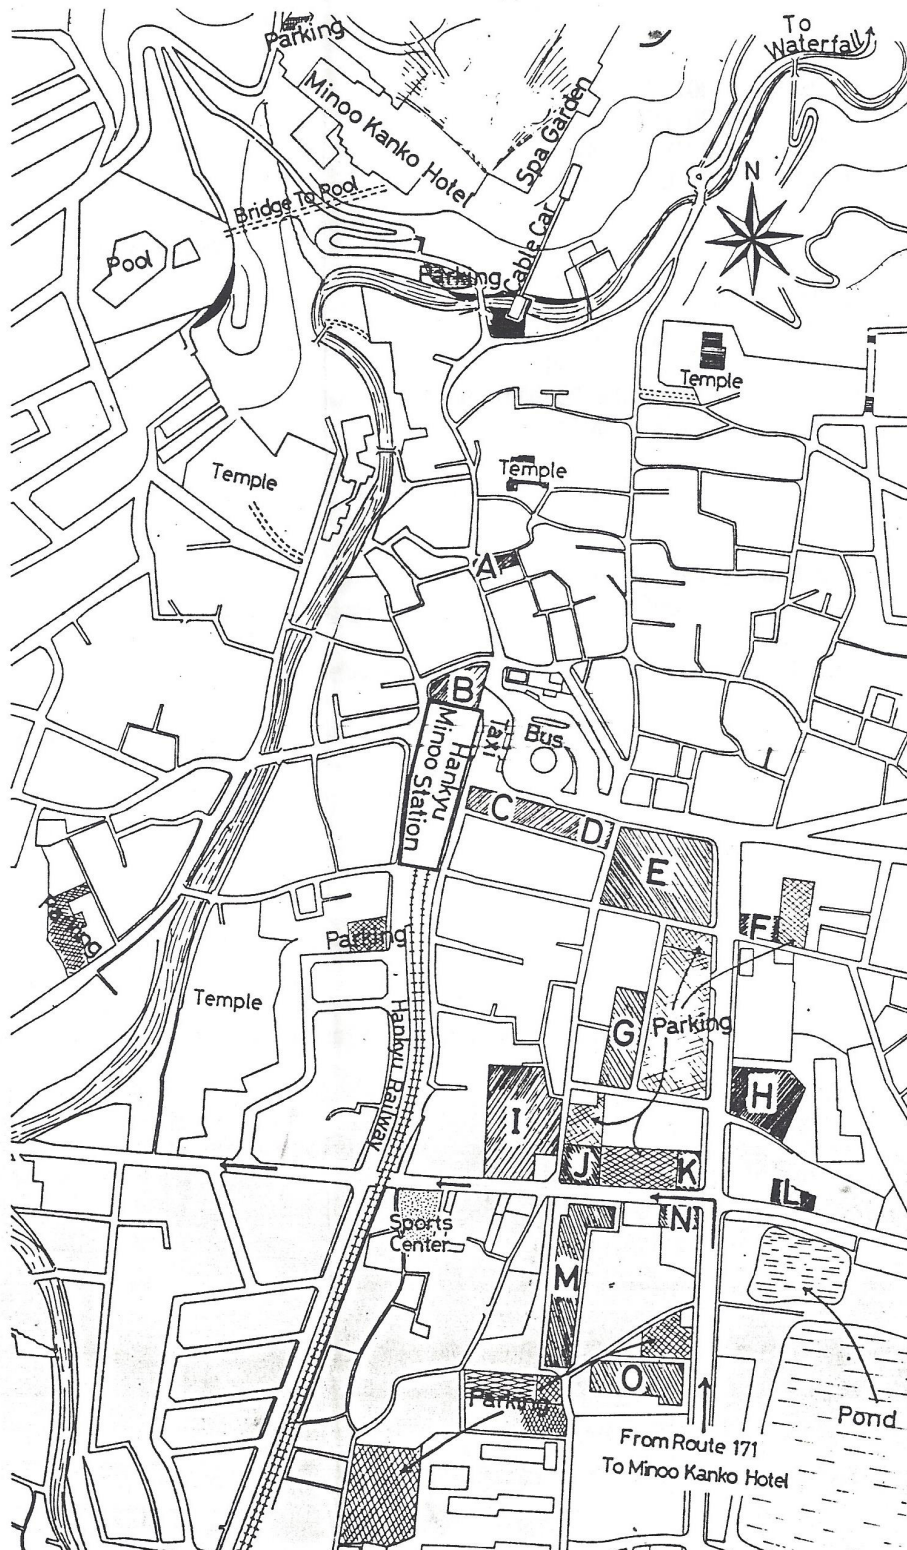 To
Waterfall
Parking
Minoo Kanko Hotel
Spa Garden
N
Bridge To Pool
Cable Car
Pool
Parking
Temple
Temple
Temple
A
B
Taxi
Bus
Hankyu
Minoo Station
C
D
E
F
Parking
Parking
Temple
Hankyu Railway
G
Parking
H
I
J
K
L
Sports
Center
N
M
O
Parking
Pond
From Route 171
To Minoo Kanko Hotel